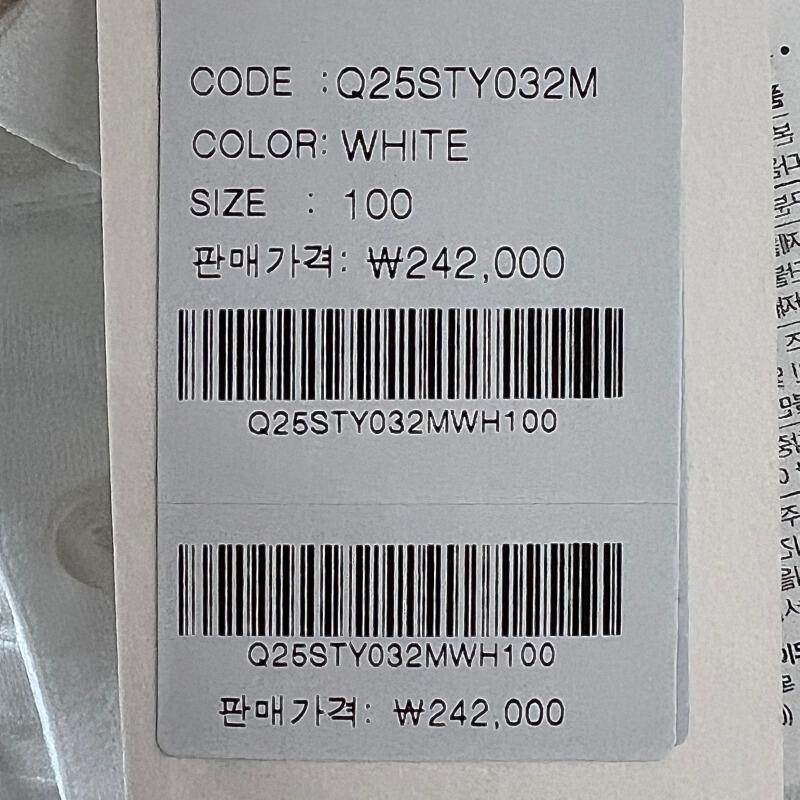 CODE :Q25STY032M
COLOR: WHITE
SIZE : 100
판매가격: ₩242,000
Q25STY032MWH100
Q25STY032MWH100
판매가격: ₩242,000